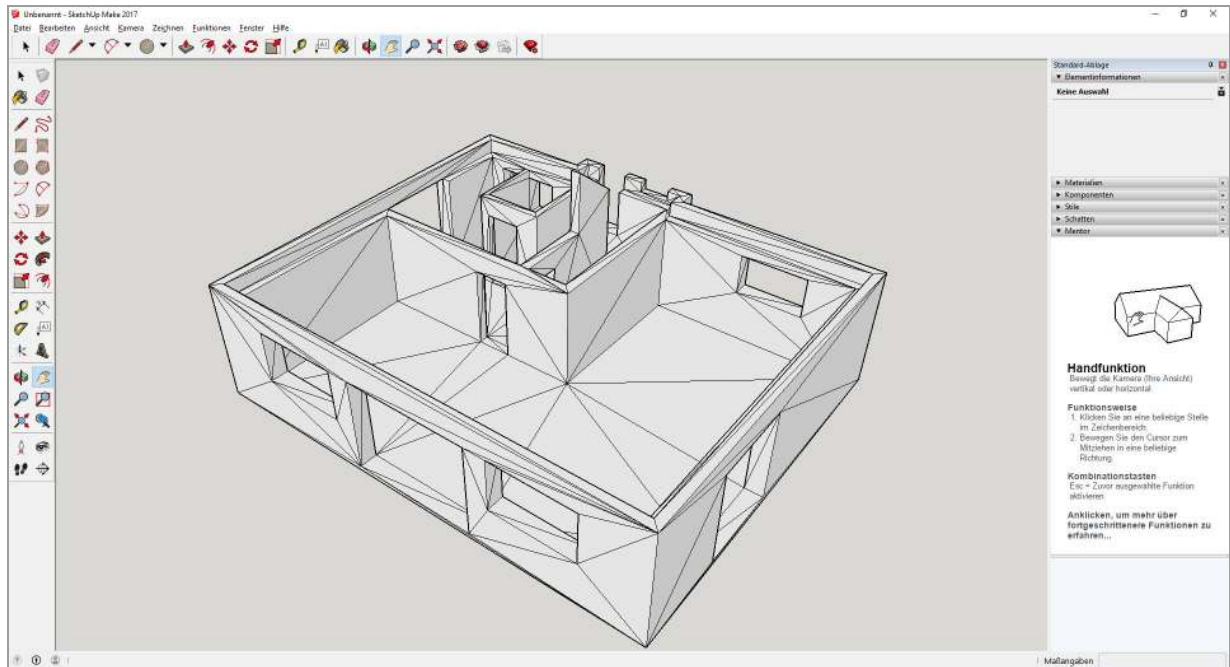 Unbenannt - SketchUp Make 2017
Datei Bearbeiten Ansicht Kamera Zeichnen Funktionen Fenster Hilfe
Standard-Ablage
Elementinformationen
Keine Auswahl
Materialien
Komponenten
Stile
Schatten
Mentor
Handfunktion
Bewegt die Kamera (Ihre Ansicht)
vertikal oder horizontal.
Funktionsweise
1. Klicken Sie an eine beliebige Stelle
im Zeichenbereich.
2. Bewegen Sie den Cursor zum
Mitziehen in eine beliebige
Richtung.
Kombinationstasten
Esc = Zuvor ausgewählte Funktion
aktivieren
Anklicken, um mehr über
fortgeschrittenere Funktionen zu
erfahren...
Maßangaben